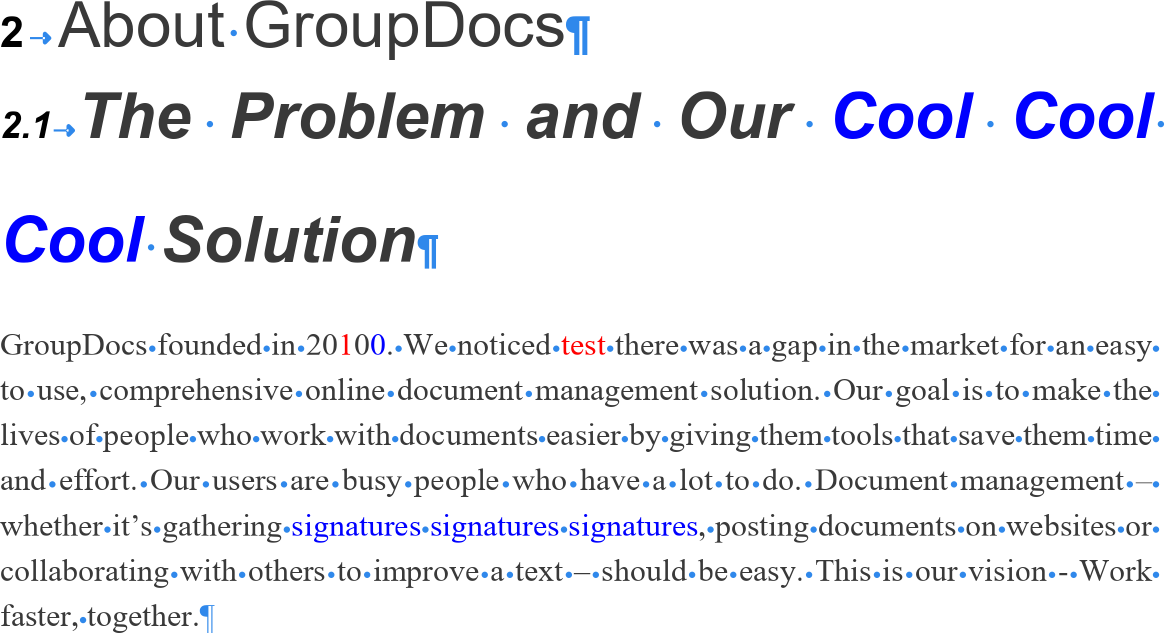 2 About GroupDocs
2.1 The Problem and Our Cool Cool
Cool Solution
GroupDocs founded in 20100. We noticed test there was a gap in the market for an easy
to use, comprehensive online document management solution. Our goal is to make the
lives of people who work with documents easier by giving them tools that save them time
and effort. Our users are busy people who have a lot to do. Document management –
whether it’s gathering signatures signatures signatures, posting documents on websites or
collaborating with others to improve a text – should be easy. This is our vision - Work
faster, together.